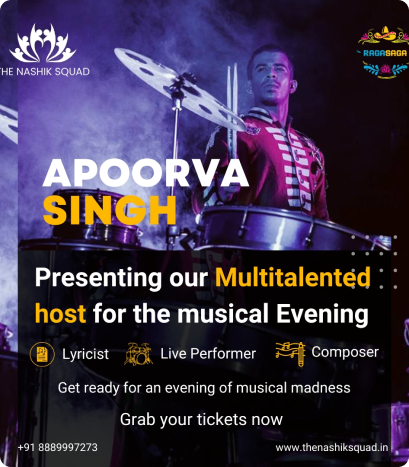 THE NASHIK SQUAD
RAGASAGA
APOORVA
SINGH
Presenting our Multitalented
host for the musical Evening
Lyricist Live Performer Composer
Get ready for an evening of musical madness
Grab your tickets now
+91 8889997273 www.thenashiksquad.in